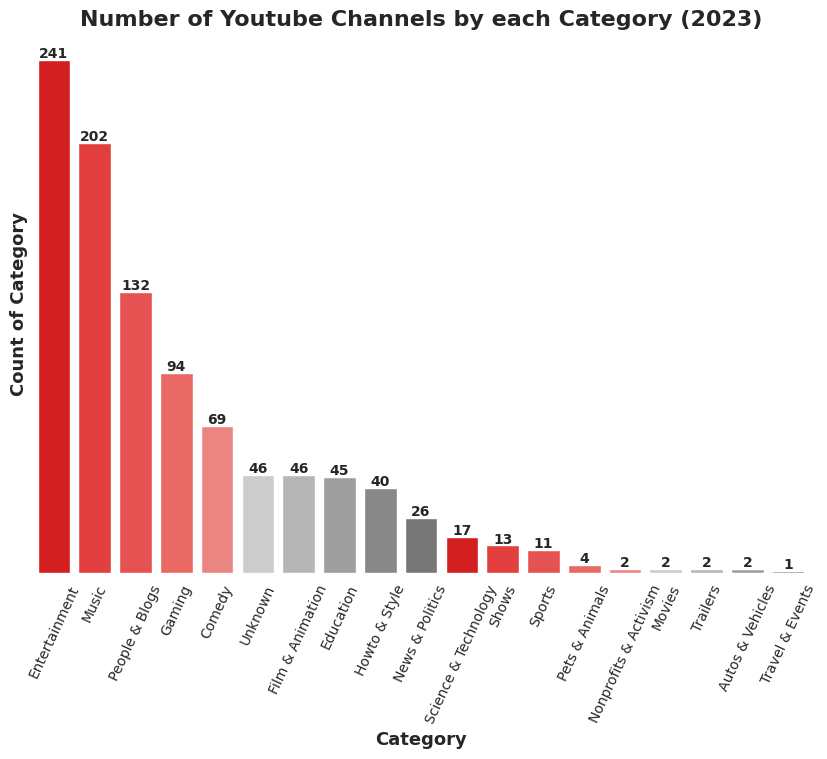 Number of Youtube Channels by each Category (2023)
Count of Category
241
202
132
94
69
46
46
45
40
26
17
13
11
4
2
2
2
2
1
Entertainment
Music
People & Blogs
Gaming
Comedy
Unknown
Film & Animation
Education
Howto & Style
News & Politics
Science & Technology
Shows
Sports
Pets & Animals
Nonprofits & Activism
Movies
Trailers
Autos & Vehicles
Travel & Events
Category